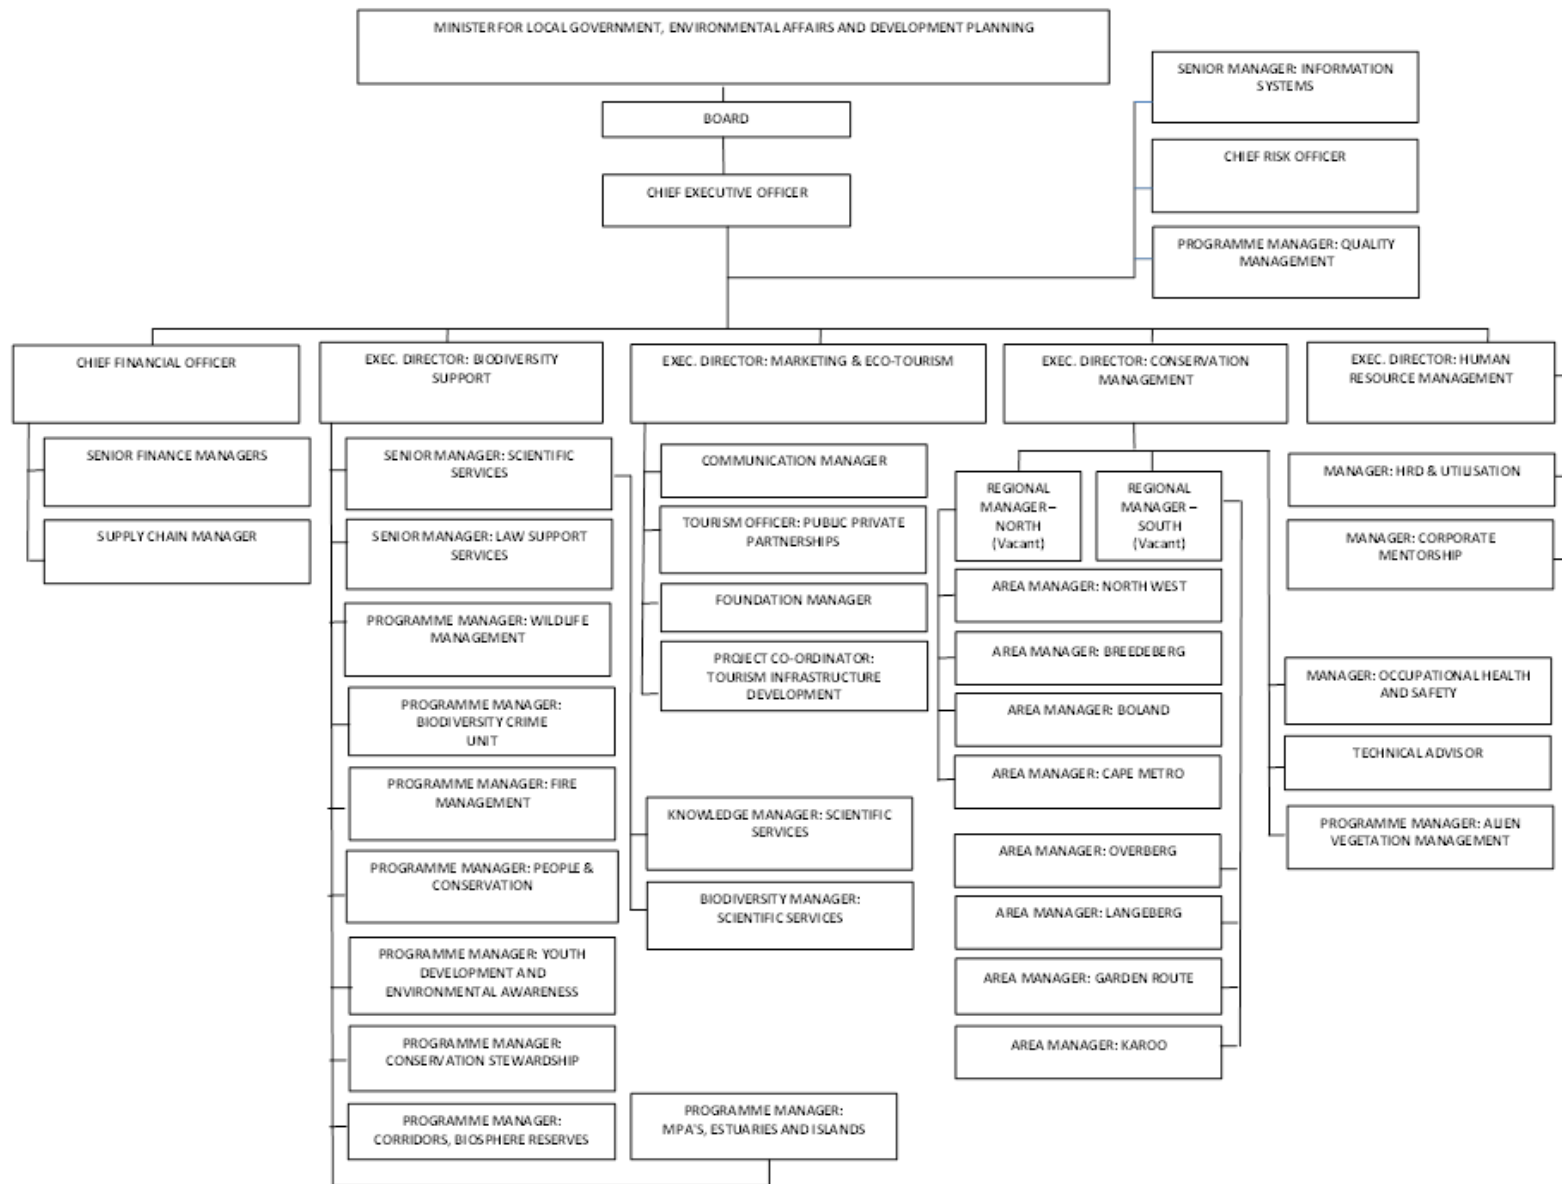 MINISTER FOR LOCAL GOVERNMENT, ENVIRONMENTAL AFFAIRS AND DEVELOPMENT PLANNING
SENIOR MANAGER: INFORMATION
SYSTEMS
BOARD
CHIEF RISK OFFICER
CHIEF EXECUTIVE OFFICER
PROGRAMME MANAGER: QUALITY
MANAGEMENT
CHIEF FINANCIAL OFFICER
EXEC. DIRECTOR: BIODIVERSITY
SUPPORT
EXEC. DIRECTOR: MARKETING & ECO-TOURISM
EXEC. DIRECTOR: CONSERVATION
MANAGEMENT
EXEC. DIRECTOR: HUMAN
RESOURCE MANAGEMENT
SENIOR FINANCE MANAGERS
SUPPLY CHAIN MANAGER
SENIOR MANAGER: SCIENTIFIC
SERVICES
SENIOR MANAGER: LAW SUPPORT
SERVICES
PROGRAMME MANAGER: WILDLIFE
MANAGEMENT
PROGRAMME MANAGER:
BIODIVERSITY CRIME
UNIT
PROGRAMME MANAGER: FIRE
MANAGEMENT
PROGRAMME MANAGER: PEOPLE &
CONSERVATION
PROGRAMME MANAGER: YOUTH
DEVELOPMENT AND
ENVIRONMENTAL AWARENESS
PROGRAMME MANAGER:
CONSERVATION STEWARDSHIP
PROGRAMME MANAGER:
CORRIDORS, BIOSPHERE RESERVES
COMMUNICATION MANAGER
TOURISM OFFICER: PUBLIC PRIVATE
PARTNERSHIPS
FOUNDATION MANAGER
PROJECT CO-ORDINATOR:
TOURISM INFRASTRUCTURE
DEVELOPMENT
KNOWLEDGE MANAGER: SCIENTIFIC
SERVICES
BIODIVERSITY MANAGER:
SCIENTIFIC SERVICES
PROGRAMME MANAGER:
MPA'S, ESTUARIES AND ISLANDS
REGIONAL
MANAGER –
NORTH
(Vacant)
REGIONAL
MANAGER –
SOUTH
(Vacant)
AREA MANAGER: NORTH WEST
AREA MANAGER: BREEDEBERG
AREA MANAGER: BOLAND
AREA MANAGER: CAPE METRO
AREA MANAGER: OVERBERG
AREA MANAGER: LANGEBERG
AREA MANAGER: GARDEN ROUTE
AREA MANAGER: KAROO
MANAGER: HRD & UTILISATION
MANAGER: CORPORATE
MENTORSHIP
MANAGER: OCCUPATIONAL HEALTH
AND SAFETY
TECHNICAL ADVISOR
PROGRAMME MANAGER: ALIEN
VEGETATION MANAGEMENT